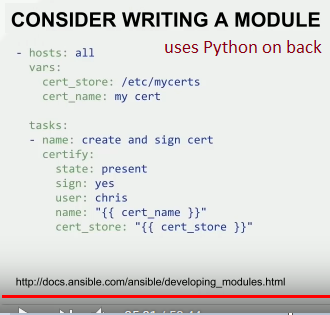 CONSIDER WRITING A MODULE
uses Python on back
- hosts: all
vars:
cert_store: /etc/mycerts
cert_name: my cert
tasks:
- name: create and sign cert
certify:
state: present
sign: yes
user: chris
name: "{{ cert_name }}"
cert_store: "{{ cert_store }}"
http://docs.ansible.com/ansible/developing_modules.html